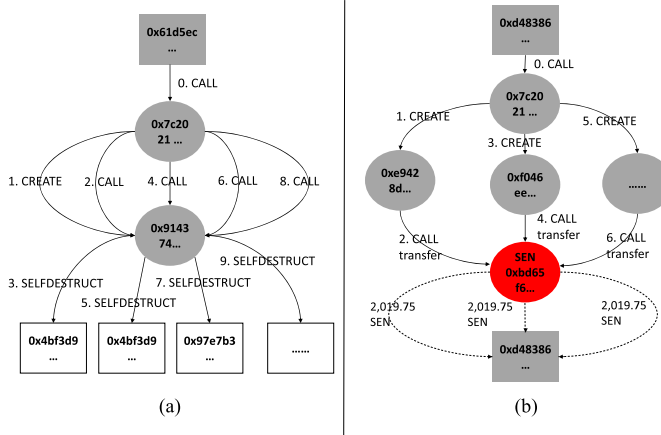 0x61d5ec
...
0. CALL
0x7c20
21 ...
1. CREATE
2. CALL
4. CALL
6. CALL
8. CALL
0x9143
74...
3. SELFDESTRUCT
5. SELFDESTRUCT
7. SELFDESTRUCT
9. SELFDESTRUCT
0x4bf3d9
...
0x4bf3d9
...
0x97e7b3
...
......
(a)
0xd48386
...
0. CALL
0x7c20
21 ...
1. CREATE
3. CREATE
5. CREATE
0xe942
8d...
0xf046
ee...
......
2. CALL
transfer
4. CALL
transfer
6. CALL
transfer
SEN
0xbd65
f6...
2,019.75
SEN
2,019.75
SEN
2,019.75
SEN
0xd48386
...
(b)